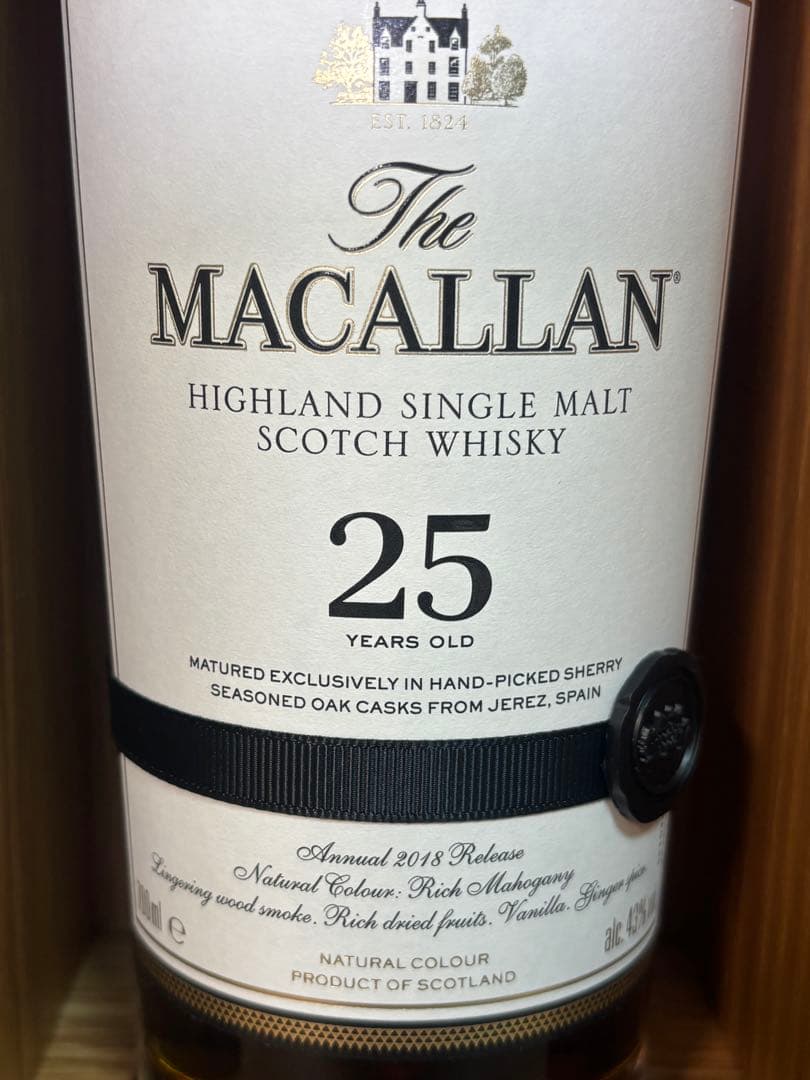 EST. 1824
The
MACALLAN®
HIGHLAND SINGLE MALT
SCOTCH WHISKY
25
YEARS OLD
MATURED EXCLUSIVELY IN HAND-PICKED SHERRY
SEASONED OAK CASKS FROM JEREZ, SPAIN
Annual 2018 Release
Natural Colour: Rich Mahogany
Lingering wood smoke. Rich dried fruits. Vanilla. Ginger spice
700ml e
alc. 43%
NATURAL COLOUR
PRODUCT OF SCOTLAND